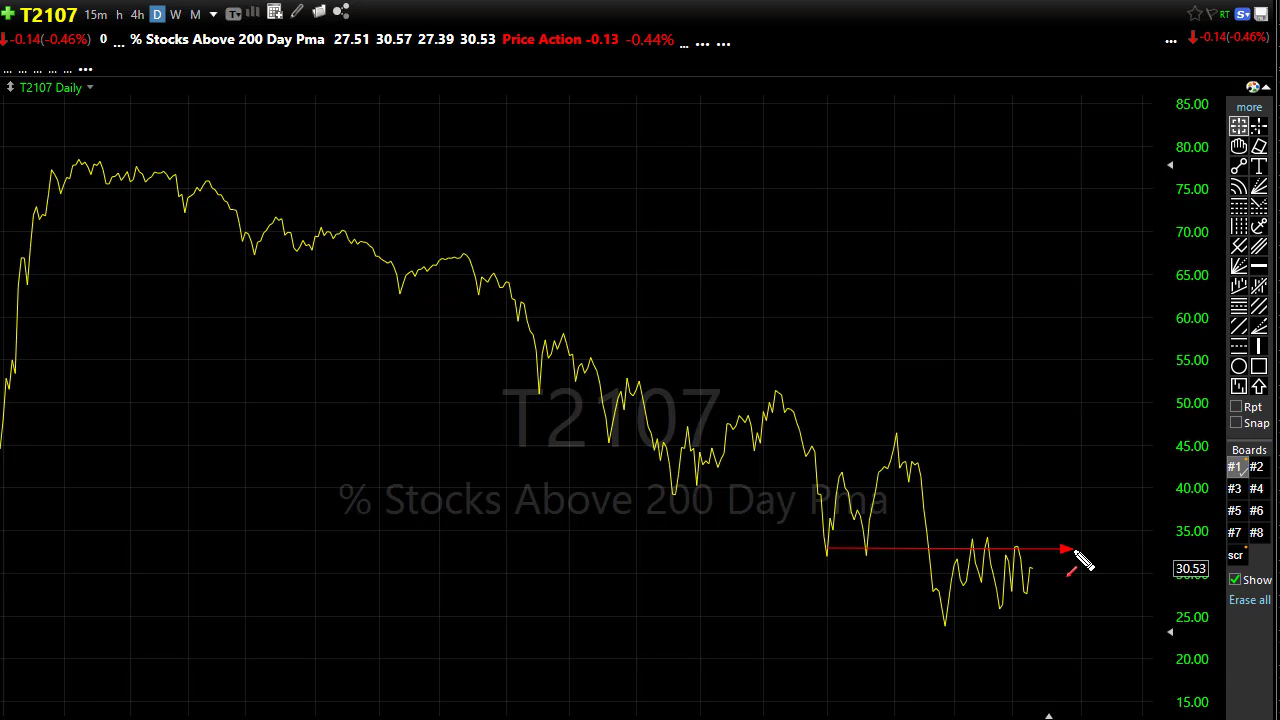 T2107 15m h 4h D W M T RT S
-0.14(-0.46%) 0 ... % Stocks Above 200 Day Pma 27.51 30.57 27.39 30.53 Price Action -0.13 -0.44% ... ... ... ... -0.14(-0.46%)
... ... ... ... ... ...
T2107 Daily
more
T
85.00
80.00
75.00
70.00
65.00
60.00
55.00
50.00
45.00
40.00
35.00
30.53
25.00
20.00
15.00
T2107
% Stocks Above 200 Day Pma
Rpt
Snap
Boards
#1 #2
#3 #4
#5 #6
#7 #8
scr
Show
Erase all